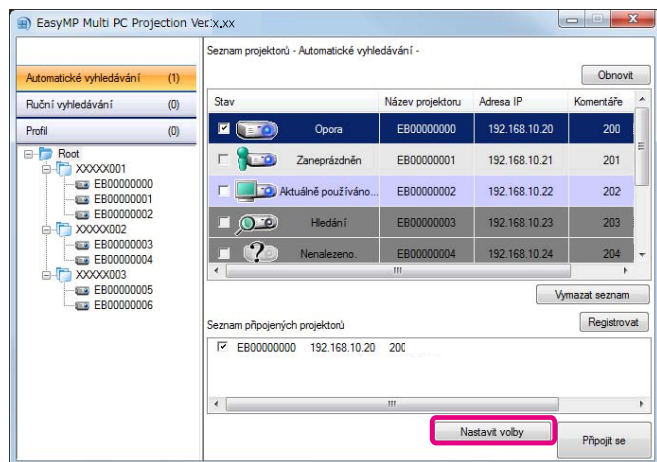 EasyMP Multi PC Projection Ver.x.xx
Seznam projektorů - Automatické vyhledávání -
Automatické vyhledávání (1)
Obnovit
Ruční vyhledávání (0)
Profil (0)
Root
XXXXX001
EB00000000
EB00000001
EB00000002
XXXXX002
EB00000003
EB00000004
XXXXX003
EB00000005
EB00000006
Stav Název projektoru Adresa IP Komentáře
Opora EB00000000 192.168.10.20 200
Zaneprázdněn EB00000001 192.168.10.21 201
Aktuálně používáno... EB00000002 192.168.10.22 202
Hledání EB00000003 192.168.10.23 203
Nenalezeno. EB00000004 192.168.10.24 204
Vymazat seznam
Seznam připojených projektorů
Registrovat
EB00000000 192.168.10.20 200
Nastavit volby
Připojit se